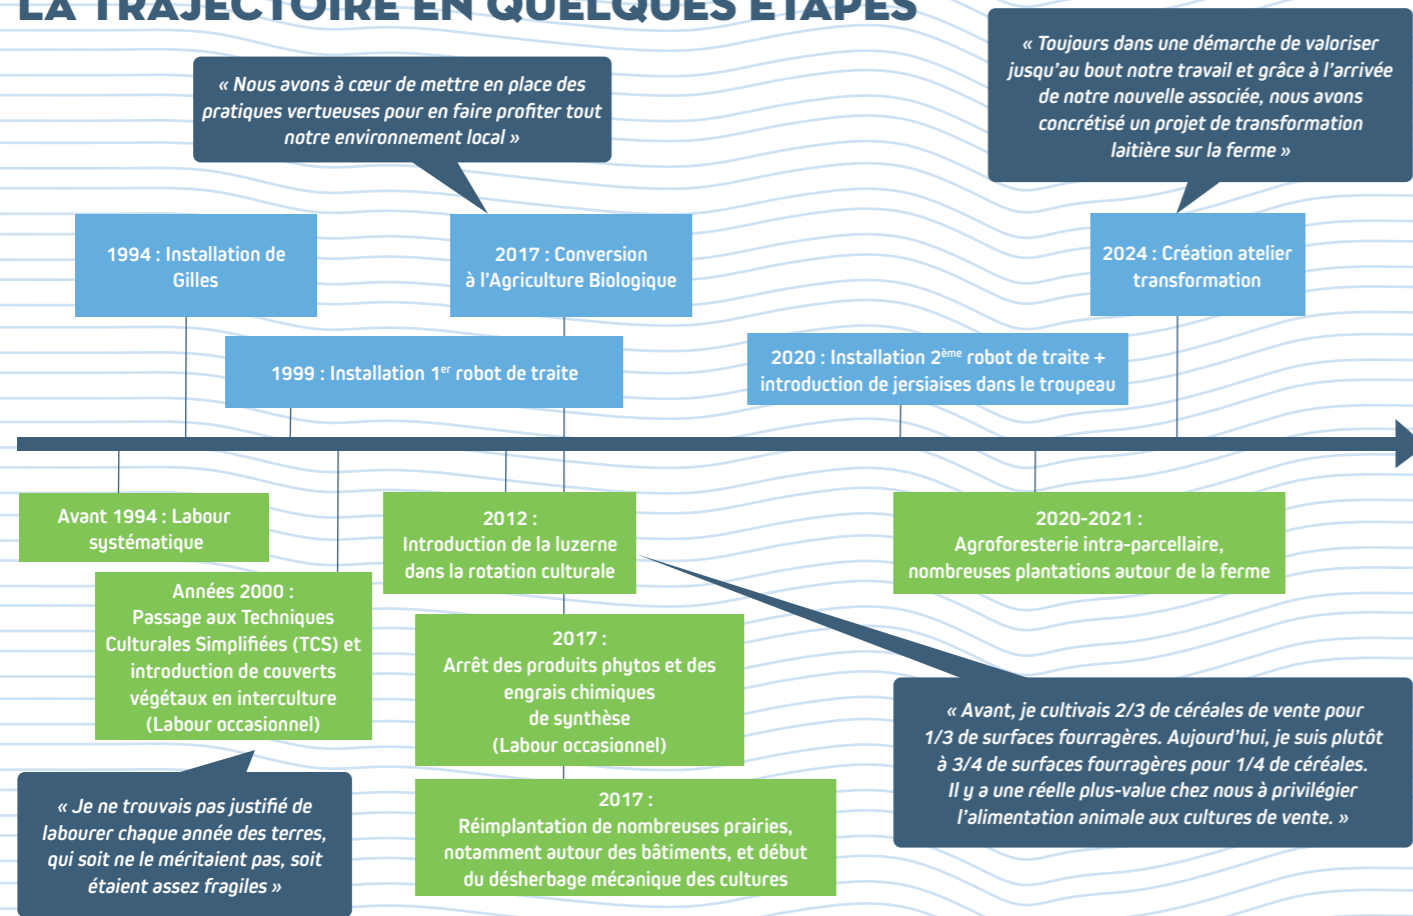 LA TRAJECTOIRE EN QUELQUES ÉTAPES
« Nous avons à cœur de mettre en place des
pratiques vertueuses pour en faire profiter tout
notre environnement local »
« Toujours dans une démarche de valoriser
jusqu’au bout notre travail et grâce à l’arrivée
de notre nouvelle associée, nous avons
concrétisé un projet de transformation
laitière sur la ferme »
1994 : Installation de
Gilles
2017 : Conversion
à l’Agriculture Biologique
2024 : Création atelier
transformation
1999 : Installation 1er robot de traite
2020 : Installation 2ème robot de traite +
introduction de jersiaises dans le troupeau
Avant 1994 : Labour
systématique
Années 2000 :
Passage aux Techniques
Culturales Simplifiées (TCS) et
introduction de couverts
végétaux en interculture
(Labour occasionnel)
2012 :
Introduction de la luzerne
dans la rotation culturale
2017 :
Arrêt des produits phytos et des
engrais chimiques
de synthèse
(Labour occasionnel)
2017 :
Réimplantation de nombreuses prairies,
notamment autour des bâtiments, et début
du désherbage mécanique des cultures
2020-2021 :
Agroforesterie intra-parcellaire,
nombreuses plantations autour de la ferme
« Je ne trouvais pas justifié de
labourer chaque année des terres,
qui soit ne le méritaient pas, soit
étaient assez fragiles »
« Avant, je cultivais 2/3 de céréales de vente pour
1/3 de surfaces fourragères. Aujourd’hui, je suis plutôt
à 3/4 de surfaces fourragères pour 1/4 de céréales.
Il y a une réelle plus-value chez nous à privilégier
l’alimentation animale aux cultures de vente. »